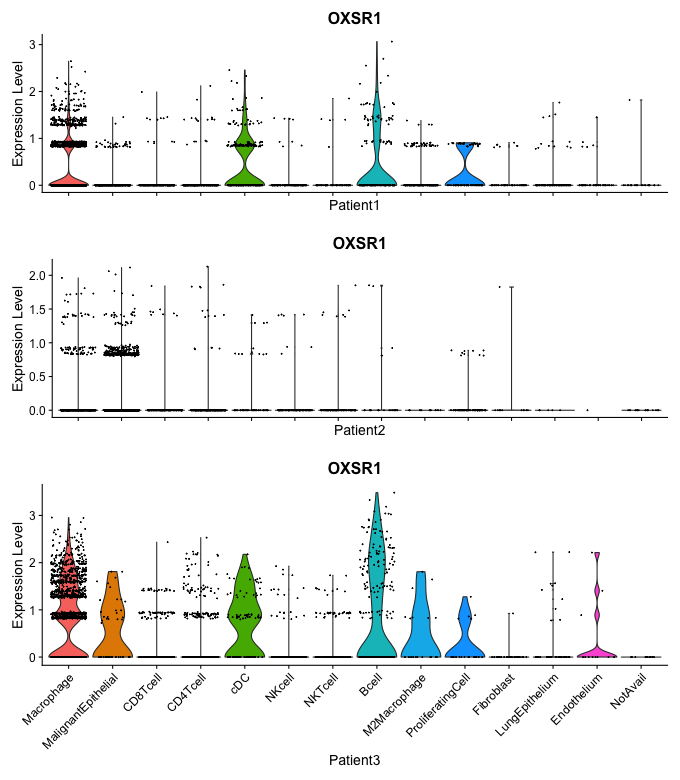 OXSR1
Expression Level
3
2
1
0
Patient1
OXSR1
Expression Level
2.0
1.5
1.0
0.5
0.0
Patient2
OXSR1
Expression Level
3
2
1
0
Macrophage
MalignantEpithelial
CD8Tcell
CD4Tcell
cDC
NKcell
NKTcell
Bcell
M2Macrophage
ProliferatingCell
Fibroblast
LungEpithelium
Endothelium
NotAvail
Patient3